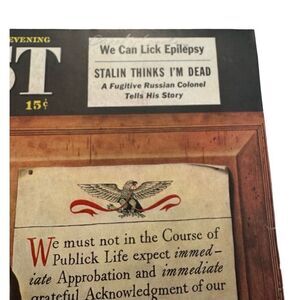 EVENING
ST
15¢
We Can Lick Epilepsy
STALIN THINKS I'M DEAD
A Fugitive Russian Colonel
Tells His Story
We must not in the Course of
Publick Life expect immed-
iate Approbation and immediate
grateful Acknowledgment of our